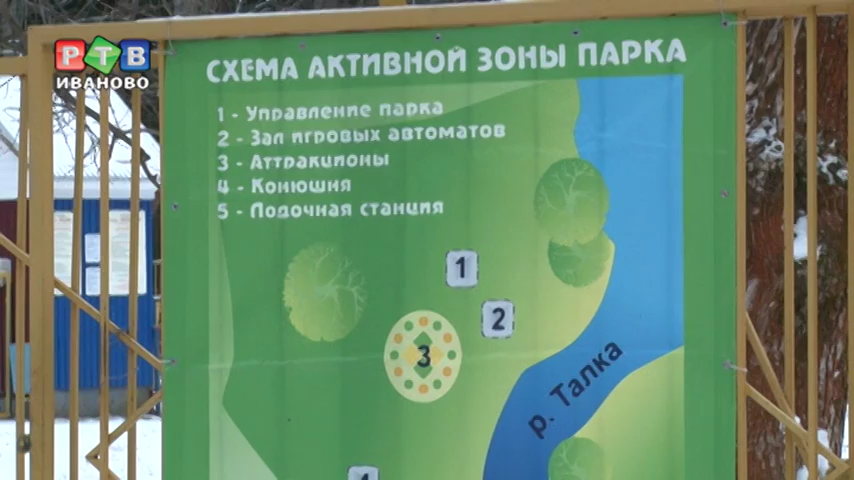 РТВ
ИВАНОВО
СХЕМА АКТИВНОЙ ЗОНЫ ПАРКА
1 - Управление парка
2 - Зал игровых автоматов
3 - Аттракционы
4 - Конюшня
5 - Лодочная станция
1
2
3
р. Талка
4